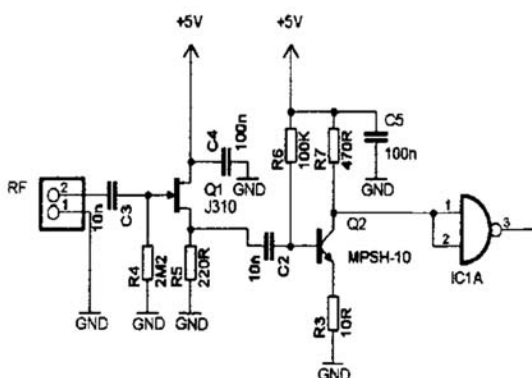 +5V
+5V
C4
100n
GND
R6
100K
R7
470R
C5
100n
GND
RF
2
1
10n
C3
Q1
J310
R4
2M2
R5
220R
10n
C2
Q2
MPSH-10
1
2
3
IC1A
R3
10R
GND
GND
GND
GND